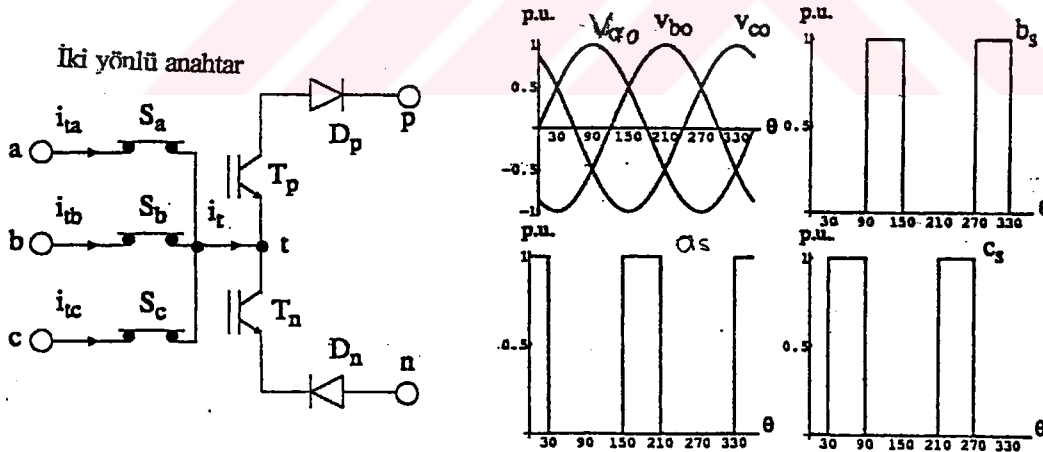 İki yönlü anahtar
a
i_ta
S_a
b
i_tb
S_b
c
i_tc
S_c
i_t
t
T_p
T_n
D_p
p
D_n
n
p.u.
V_ao
v_bo
v_co
1
0.5
-0.5
-1
30 90 150 210 270 330
θ
p.u.
b_s
1
0.5
30 90 150 210 270 330
θ
p.u.
a_s
1
0.5
30 90 150 210 270 330
θ
p.u.
c_s
1
0.5
30 90 150 210 270 330
θ